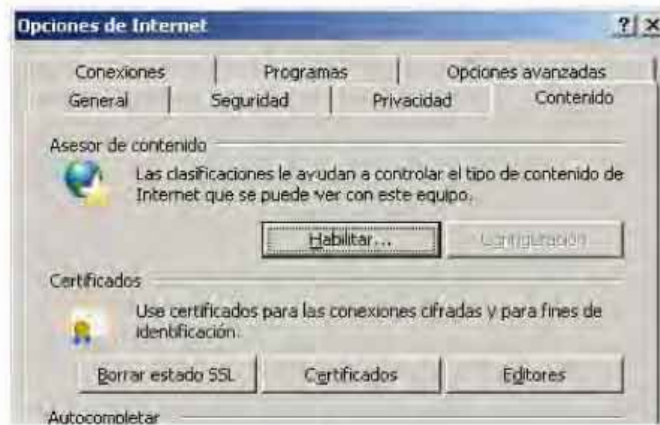 Opciones de Internet
Conexiones Programas Opciones avanzadas
General Seguridad Privacidad Contenido
Asesor de contenido
Las clasificaciones le ayudan a controlar el tipo de contenido de
Internet que se puede ver con este equipo.
Habilitar... Configuración
Certificados
Use certificados para las conexiones cifradas y para fines de
identificación.
Borrar estado SSL Certificados Editores
Autocompletar